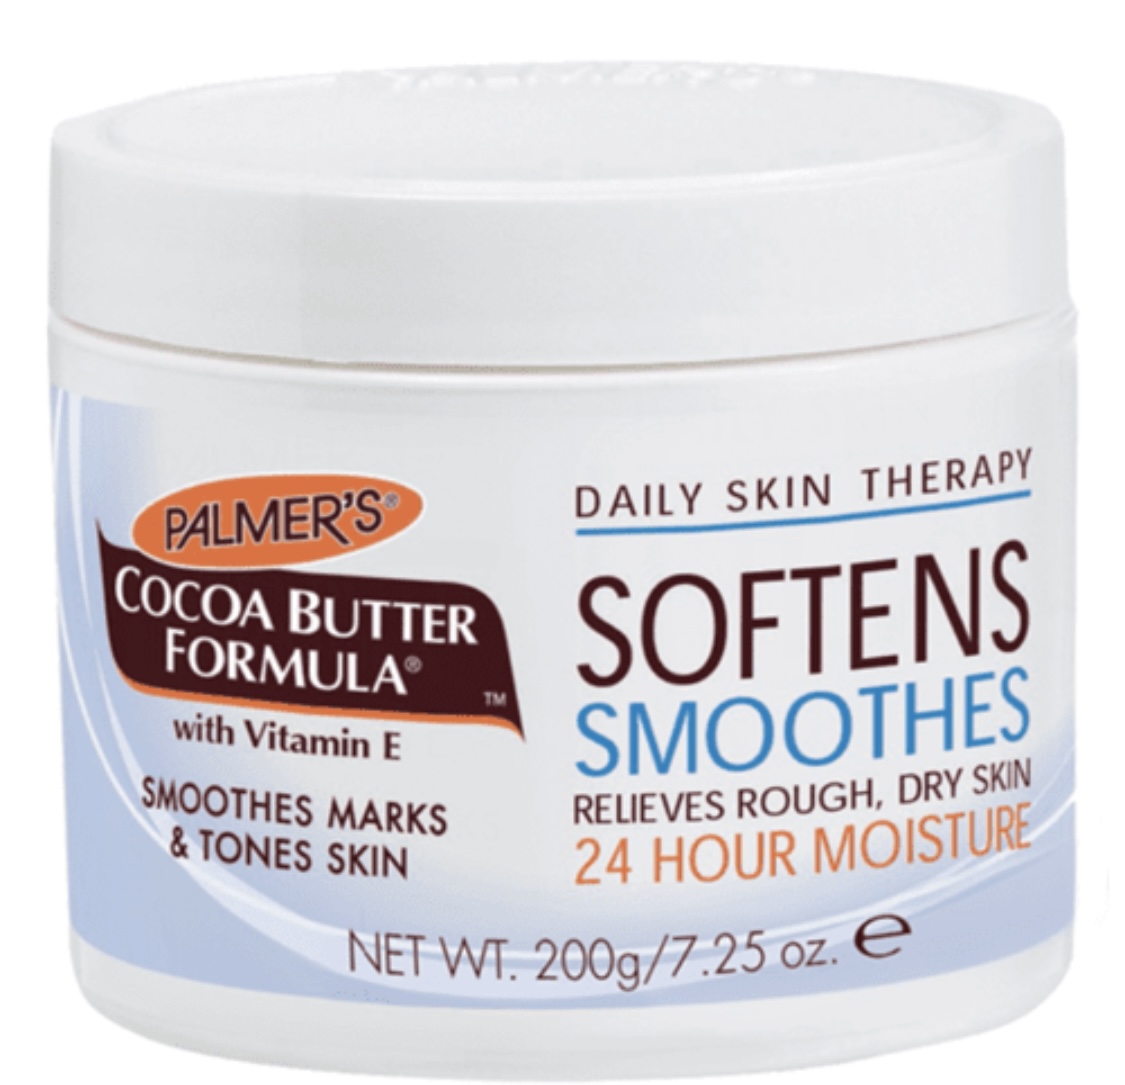 PALMER'S®
COCOA BUTTER
FORMULA®
™
with Vitamin E
SMOOTHES MARKS
& TONES SKIN
DAILY SKIN THERAPY
SOFTENS
SMOOTHES
RELIEVES ROUGH, DRY SKIN
24 HOUR MOISTURE
NET WT. 200g/7.25 oz. ℮